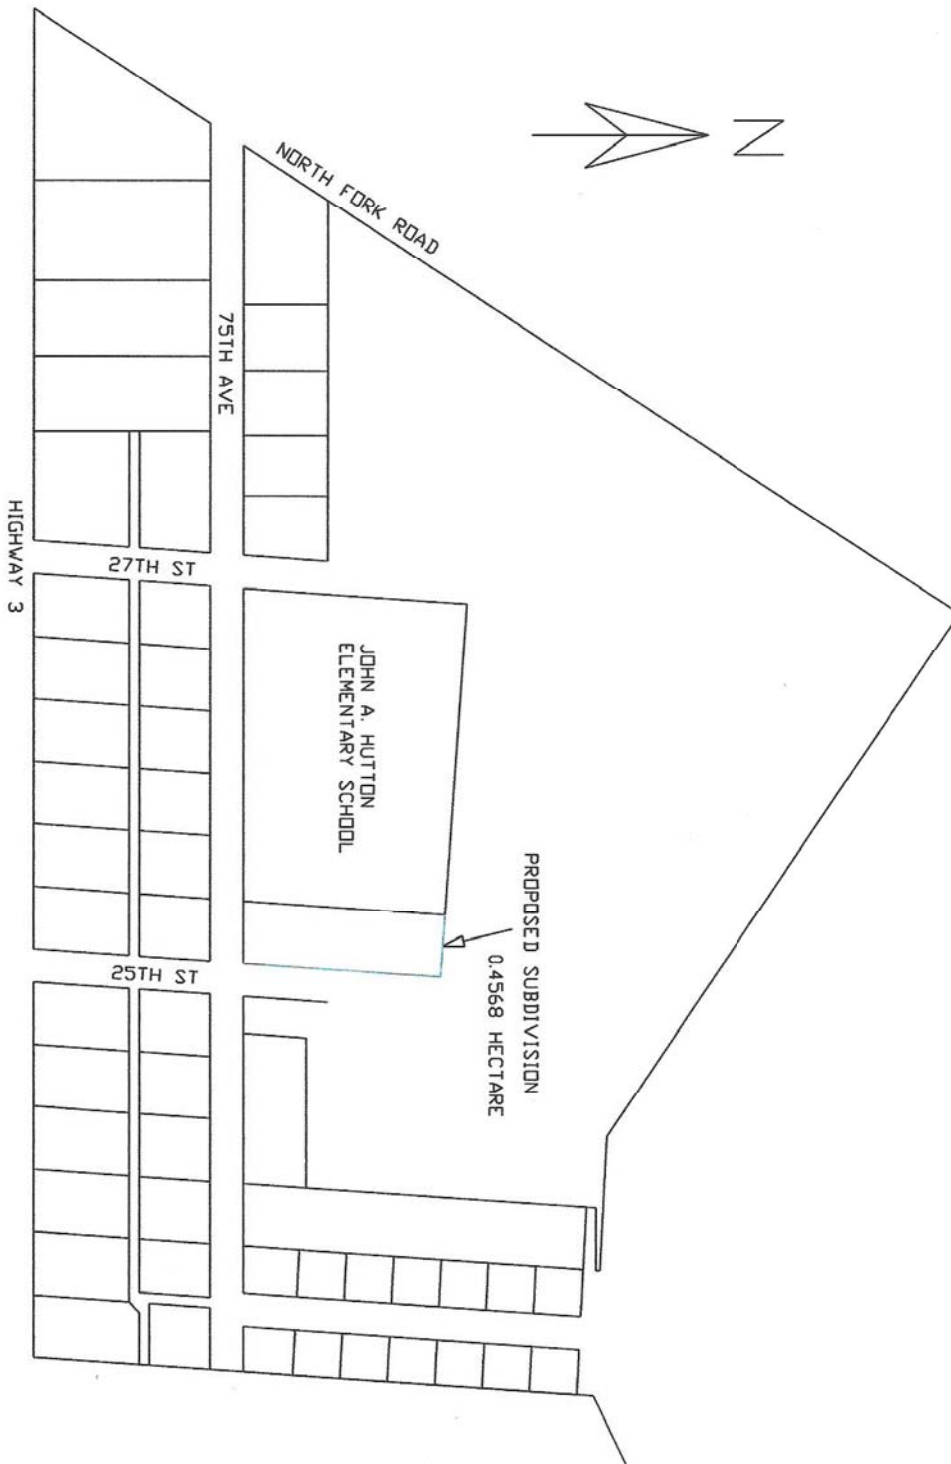 N
NORTH FORK ROAD
75TH AVE
27TH ST
HIGHWAY 3
JOHN A. HUTTON
ELEMENTARY SCHOOL
PROPOSED SUBDIVISION
0.4568 HECTARE
25TH ST